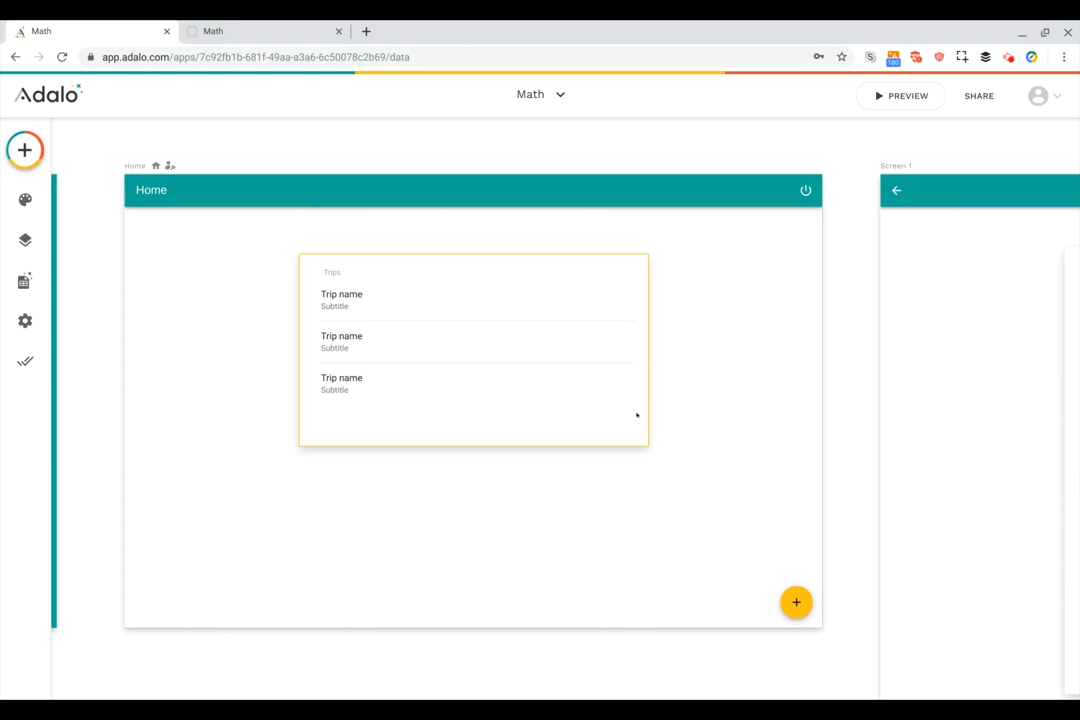 Math
Math
app.adalo.com/apps/7c92fb1b-681f-49aa-a3a6-6c50078c2b69/data
180
Adalo
Math
PREVIEW
SHARE
Home
Screen 1
Home
Trips
Trip name
Subtitle
Trip name
Subtitle
Trip name
Subtitle